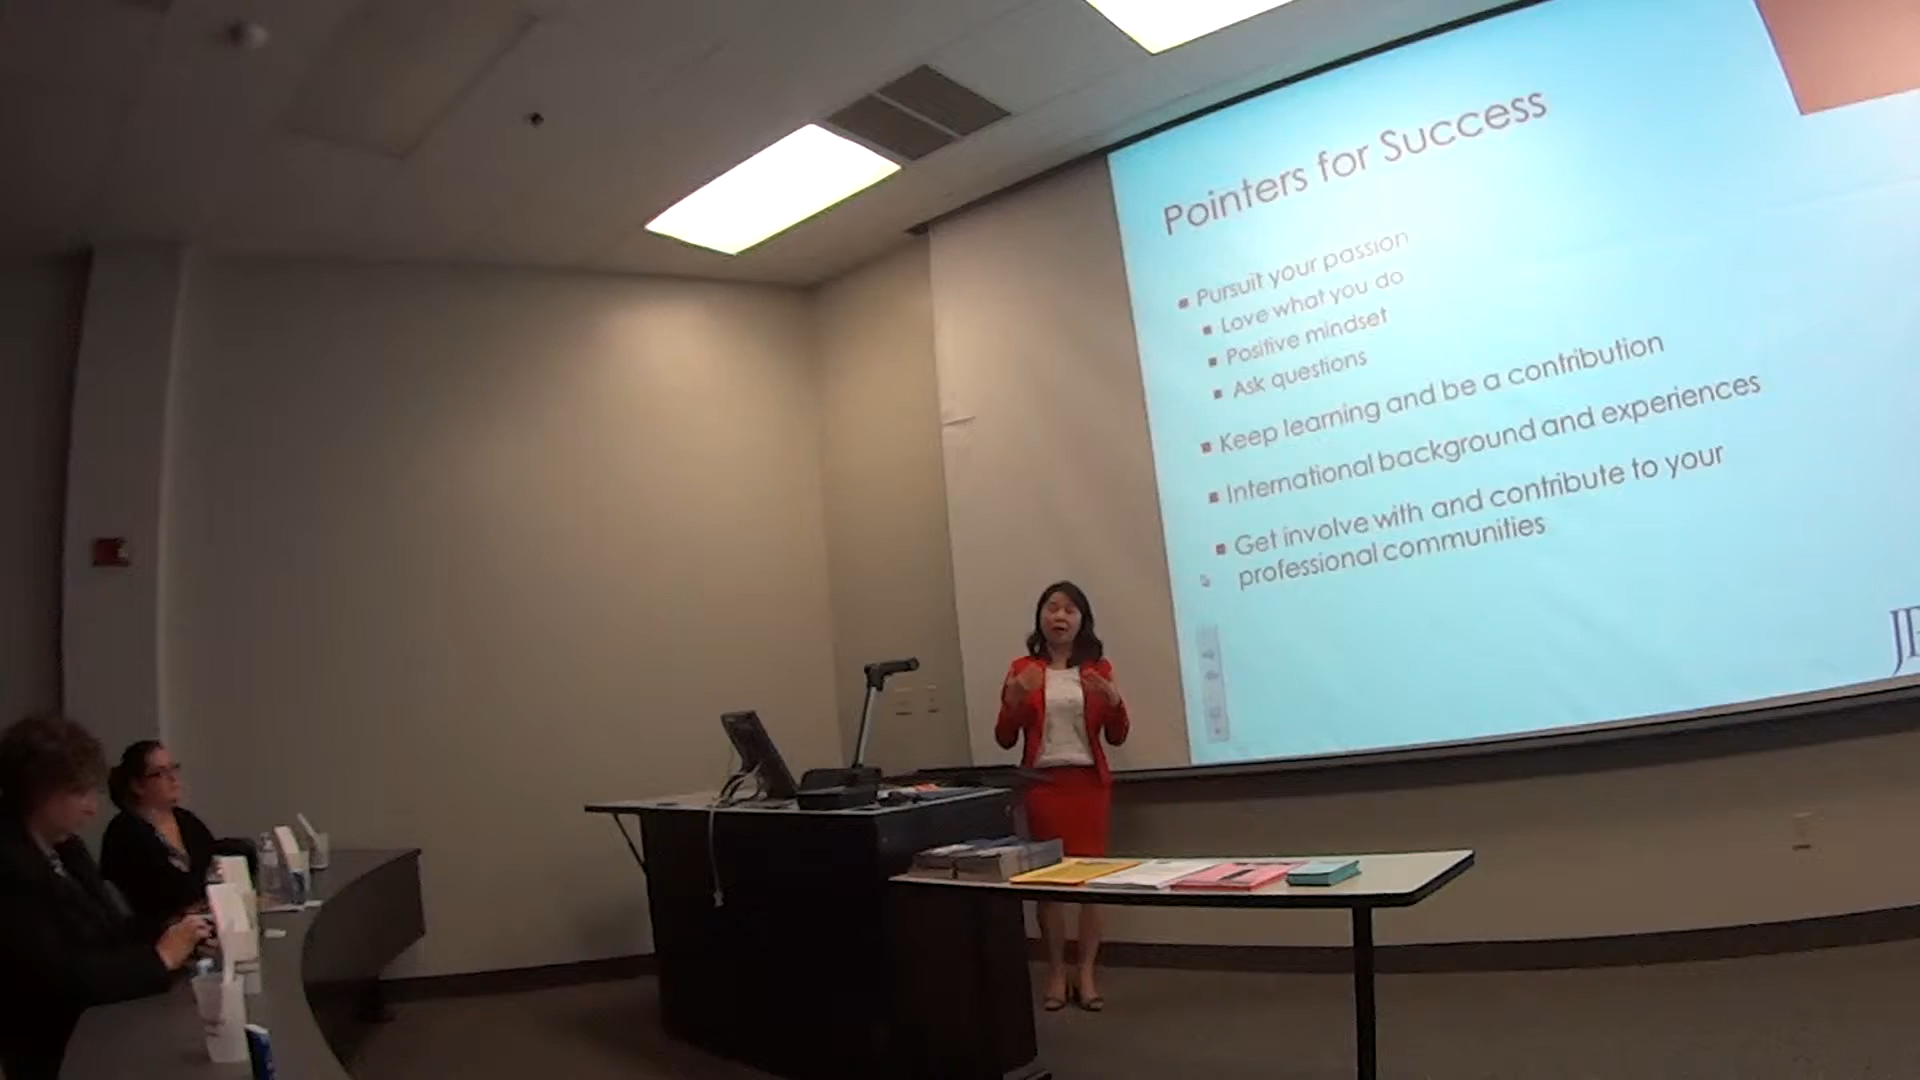 Pointers for Success
Pursuit your passion
Love what you do
Positive mindset
Ask questions
Keep learning and be a contribution
International background and experiences
Get involve with and contribute to your
professional communities